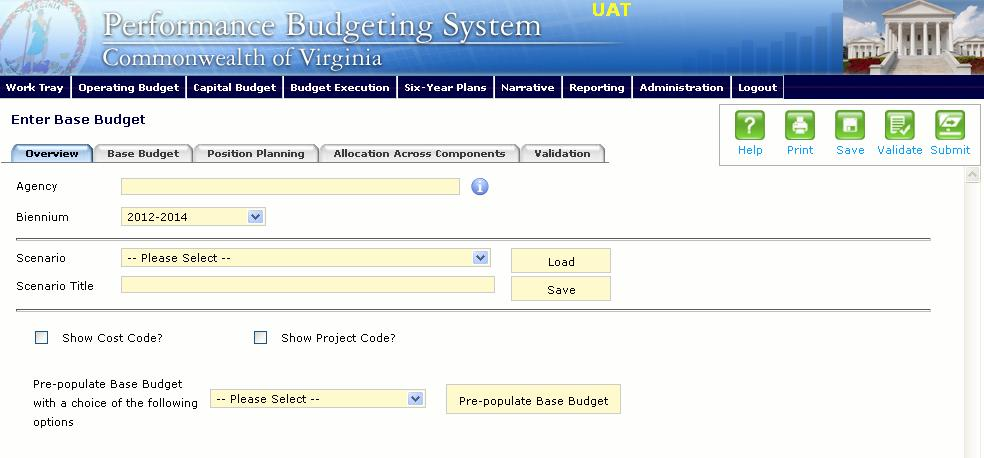 UAT
Performance Budgeting System
Commonwealth of Virginia
Work Tray Operating Budget Capital Budget Budget Execution Six-Year Plans Narrative Reporting Administration Logout
Enter Base Budget
Help Print Save Validate Submit
Overview Base Budget Position Planning Allocation Across Components Validation
Agency
Biennium 2012-2014
Scenario -- Please Select -- Load
Scenario Title Save
Show Cost Code? Show Project Code?
Pre-populate Base Budget
with a choice of the following -- Please Select -- Pre-populate Base Budget
options